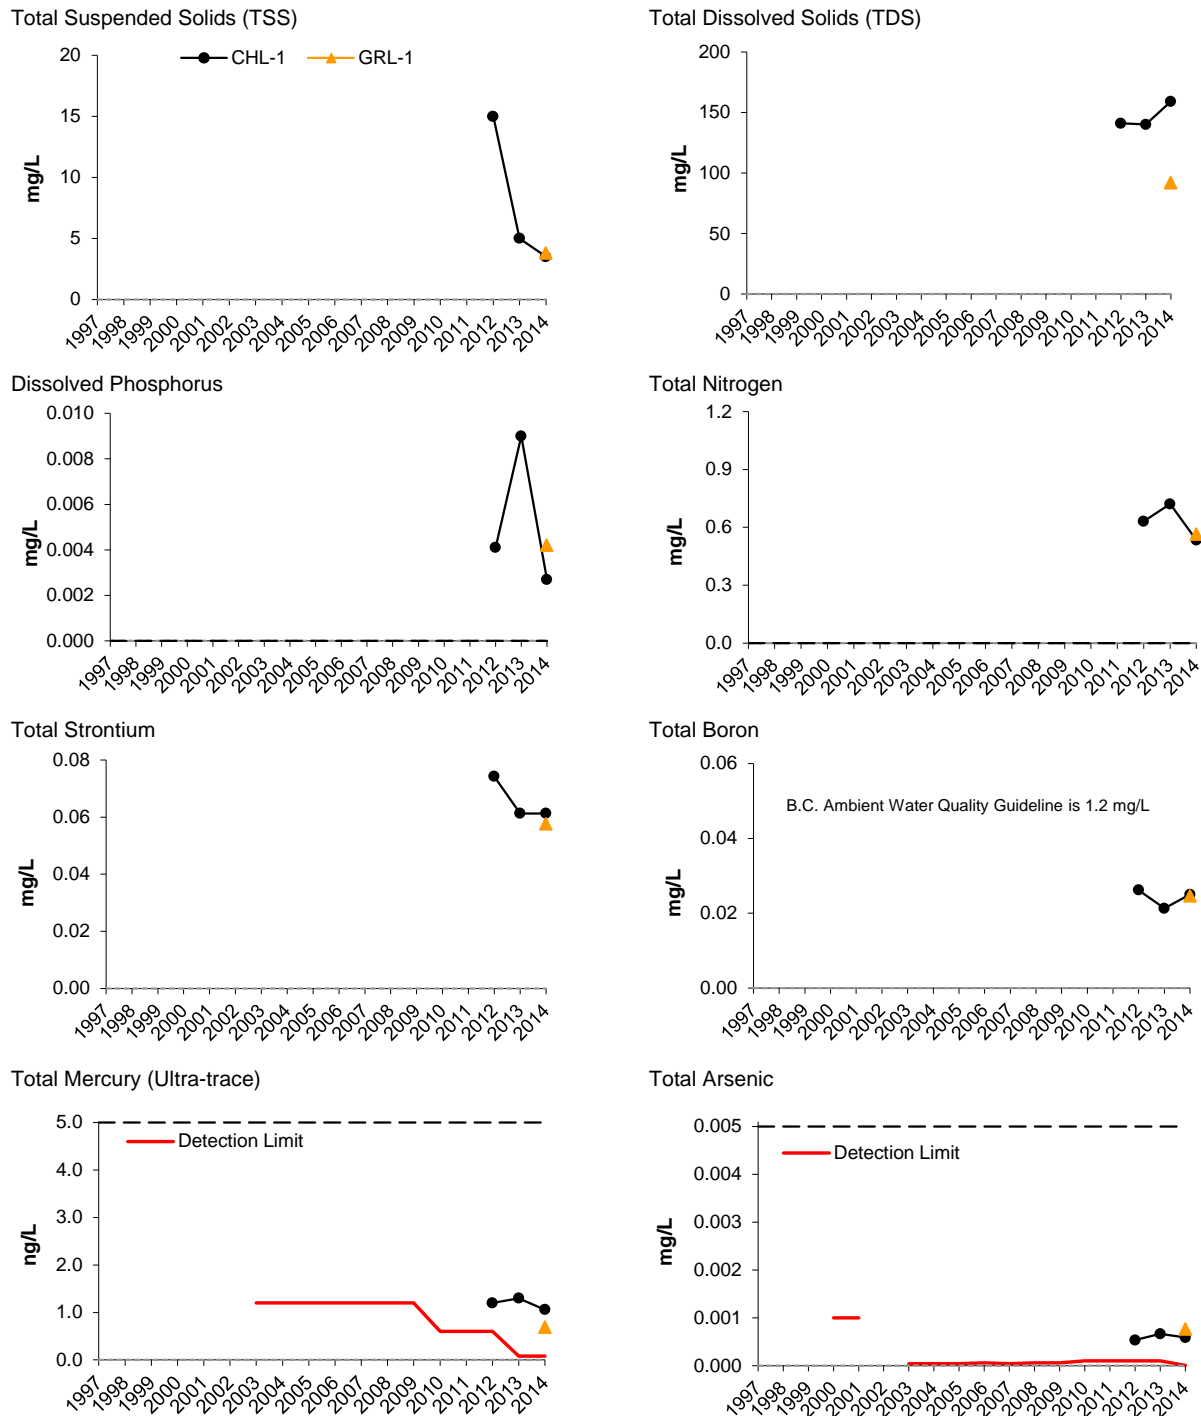 Total Suspended Solids (TSS)
20
15
10
5
0
mg/L
CHL-1
GRL-1
1997 1998 1999 2000 2001 2002 2003 2004 2005 2006 2007 2008 2009 2010 2011 2012 2013 2014
Total Dissolved Solids (TDS)
200
150
100
50
0
mg/L
1997 1998 1999 2000 2001 2002 2003 2004 2005 2006 2007 2008 2009 2010 2011 2012 2013 2014
Dissolved Phosphorus
0.010
0.008
0.006
0.004
0.002
0.000
mg/L
1997 1998 1999 2000 2001 2002 2003 2004 2005 2006 2007 2008 2009 2010 2011 2012 2013 2014
Total Nitrogen
1.2
0.9
0.6
0.3
0.0
mg/L
1997 1998 1999 2000 2001 2002 2003 2004 2005 2006 2007 2008 2009 2010 2011 2012 2013 2014
Total Strontium
0.08
0.06
0.04
0.02
0.00
mg/L
1997 1998 1999 2000 2001 2002 2003 2004 2005 2006 2007 2008 2009 2010 2011 2012 2013 2014
Total Boron
0.06
0.04
0.02
0.00
mg/L
B.C. Ambient Water Quality Guideline is 1.2 mg/L
1997 1998 1999 2000 2001 2002 2003 2004 2005 2006 2007 2008 2009 2010 2011 2012 2013 2014
Total Mercury (Ultra-trace)
5.0
4.0
3.0
2.0
1.0
0.0
ng/L
Detection Limit
1997 1998 1999 2000 2001 2002 2003 2004 2005 2006 2007 2008 2009 2010 2011 2012 2013 2014
Total Arsenic
0.005
0.004
0.003
0.002
0.001
0.000
mg/L
Detection Limit
1997 1998 1999 2000 2001 2002 2003 2004 2005 2006 2007 2008 2009 2010 2011 2012 2013 2014